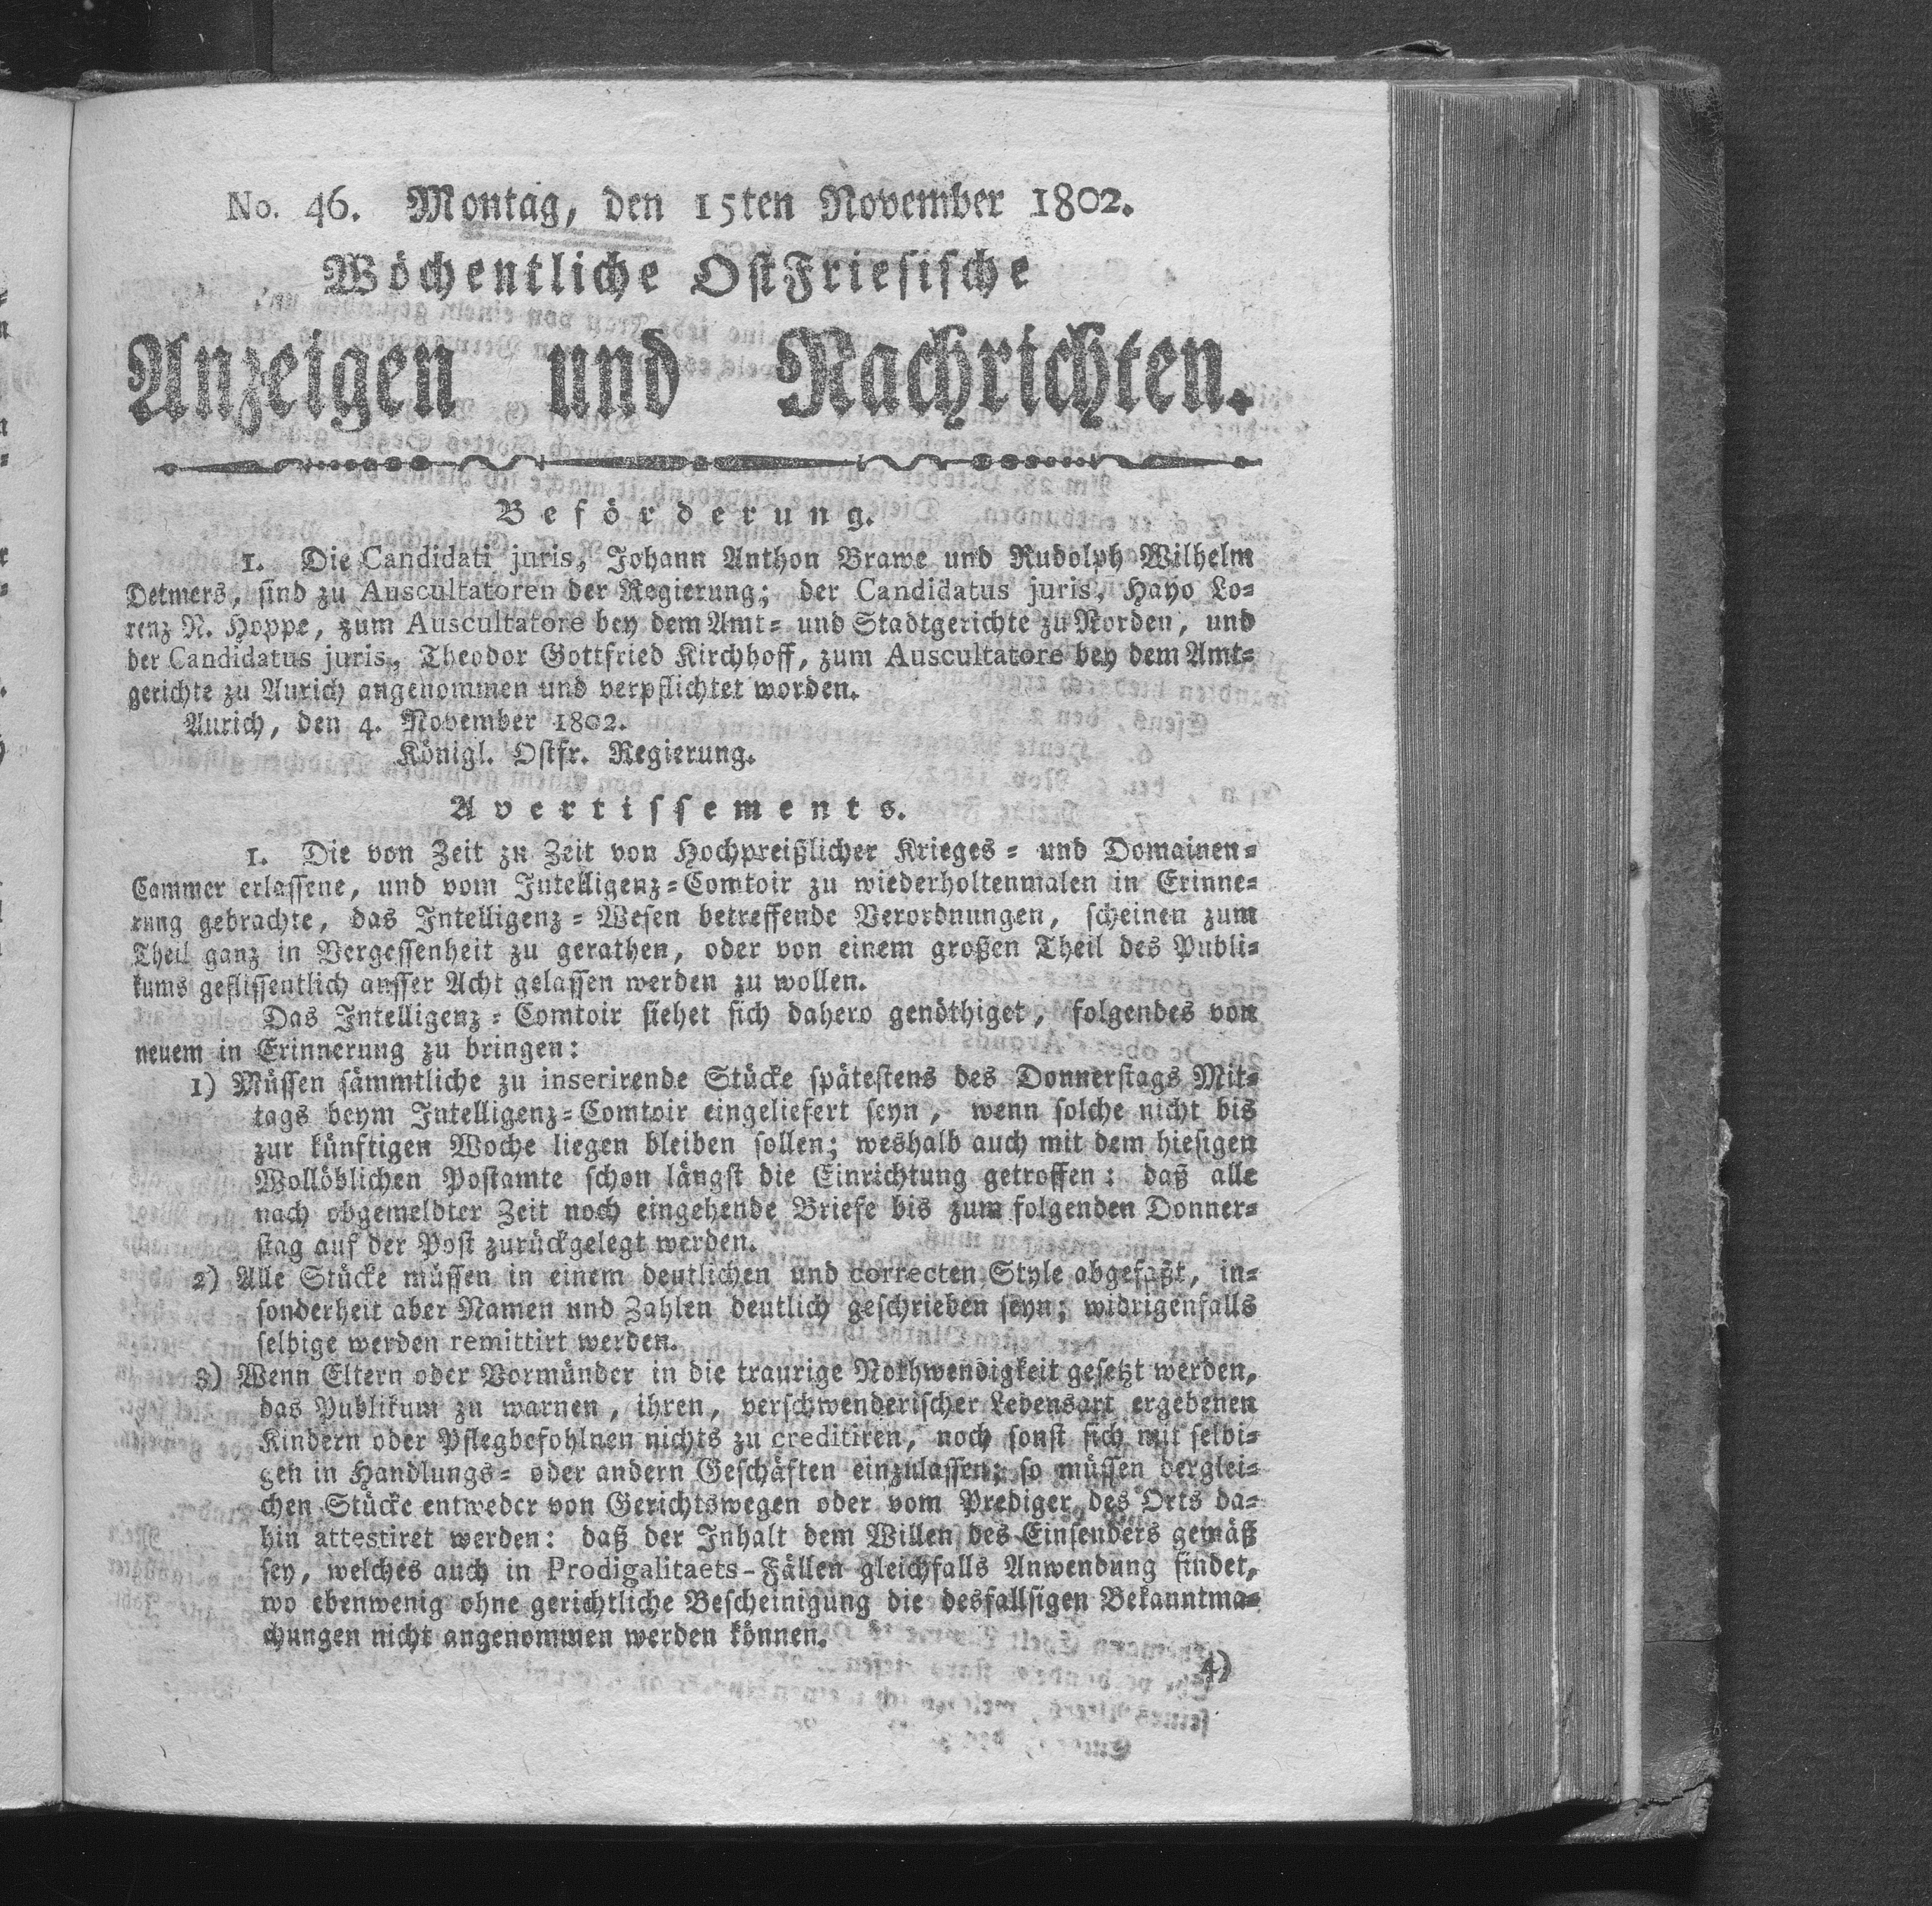 No. 46. Montag, den 15ten November 1802.
Wöchentliche OstFriesische
Anzeigen und Nachrichten.
Beförderung.
1. Die Candidati juris, Johann Anthon Brawe und Rudolph Wilhelm
Detmers, sind zu Auscultatoren der Regierung; der Candidatus juris, Hayo Lo-
renz N. Hoppe, zum Auscultatore bey dem Amt- und Stadtgerichte zu Norden, und
der Candidatus juris, Theodor Gottfried Kirchhoff, zum Auscultatore bey dem Amt-
gerichte zu Aurich angenommen und verpflichtet worden.
Aurich, den 4. November 1802.
Königl. Ostfr. Regierung.
Avertissements.
1. Die von Zeit zu Zeit von Hochpreißlicher Krieges- und Domainen-
Cammer erlassene, und vom Intelligenz-Comtoir zu wiederholtenmalen in Erinne-
rung gebrachte, das Intelligenz-Wesen betreffende Verordnungen, scheinen zum
Theil ganz in Vergessenheit zu gerathen, oder von einem großen Theil des Publi-
kums geflissentlich ausser Acht gelassen werden zu wollen.
Das Intelligenz-Comtoir siehet sich dahero genöthiget, folgendes von
neuem in Erinnerung zu bringen:
1) Müssen sämmtliche zu inserirende Stücke spätestens des Donnerstags Mit-
tags beym Intelligenz-Comtoir eingeliefert seyn, wenn solche nicht bis
zur künftigen Woche liegen bleiben sollen; weshalb auch mit dem hiesigen
Wollöblichen Postamte schon längst die Einrichtung getroffen: daß alle
nach obgemeldter Zeit noch eingehende Briefe bis zum folgenden Donner-
stag auf der Post zurückgelegt werden.
2) Alle Stücke müssen in einem deutlichen und correcten Style abgefaßt, in-
sonderheit aber Namen und Zahlen deutlich geschrieben seyn; widrigenfalls
selbige werden remittirt werden.
3) Wenn Eltern oder Vormünder in die traurige Nothwendigkeit gesetzt werden,
das Publikum zu warnen, ihren, verschwenderischer Lebensart ergebenen
Kindern oder Pflegbefohlnen nichts zu creditiren, noch sonst sich mit selbi-
gen in Handlungs- oder andern Geschäften einzulassen; so müssen derglei-
chen Stücke entweder von Gerichtswegen oder vom Prediger des Orts da-
hin attestiret werden: daß der Inhalt dem Willen des Einsenders gemäß
sey, welches auch in Prodigalitaets-Fällen gleichfalls Anwendung findet,
wo ebenwenig ohne gerichtliche Bescheinigung die desfallsigen Bekanntma-
chungen nicht angenommen werden können.
4)